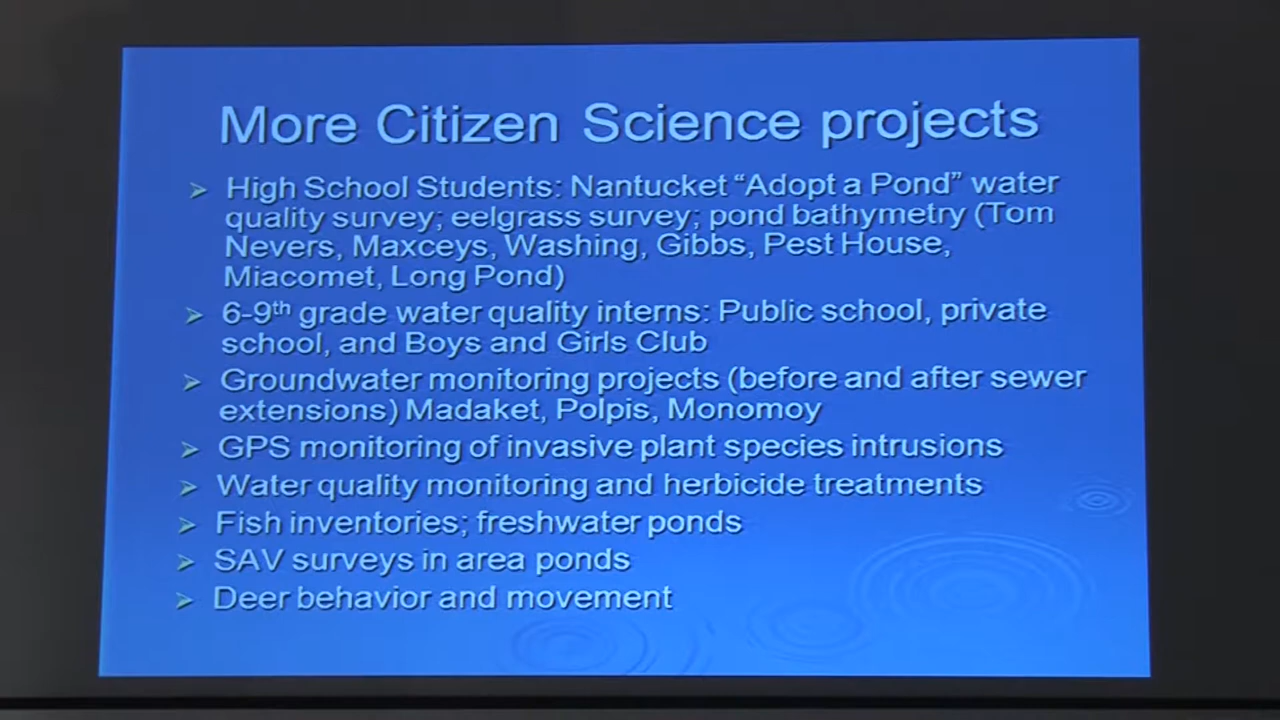 More Citizen Science projects
➢ High School Students: Nantucket “Adopt a Pond” water
quality survey; eelgrass survey; pond bathymetry (Tom
Nevers, Maxceys, Washing, Gibbs, Pest House,
Miacomet, Long Pond)
➢ 6-9th grade water quality interns: Public school, private
school, and Boys and Girls Club
➢ Groundwater monitoring projects (before and after sewer
extensions) Madaket, Polpis, Monomoy
➢ GPS monitoring of invasive plant species intrusions
➢ Water quality monitoring and herbicide treatments
➢ Fish inventories; freshwater ponds
➢ SAV surveys in area ponds
➢ Deer behavior and movement